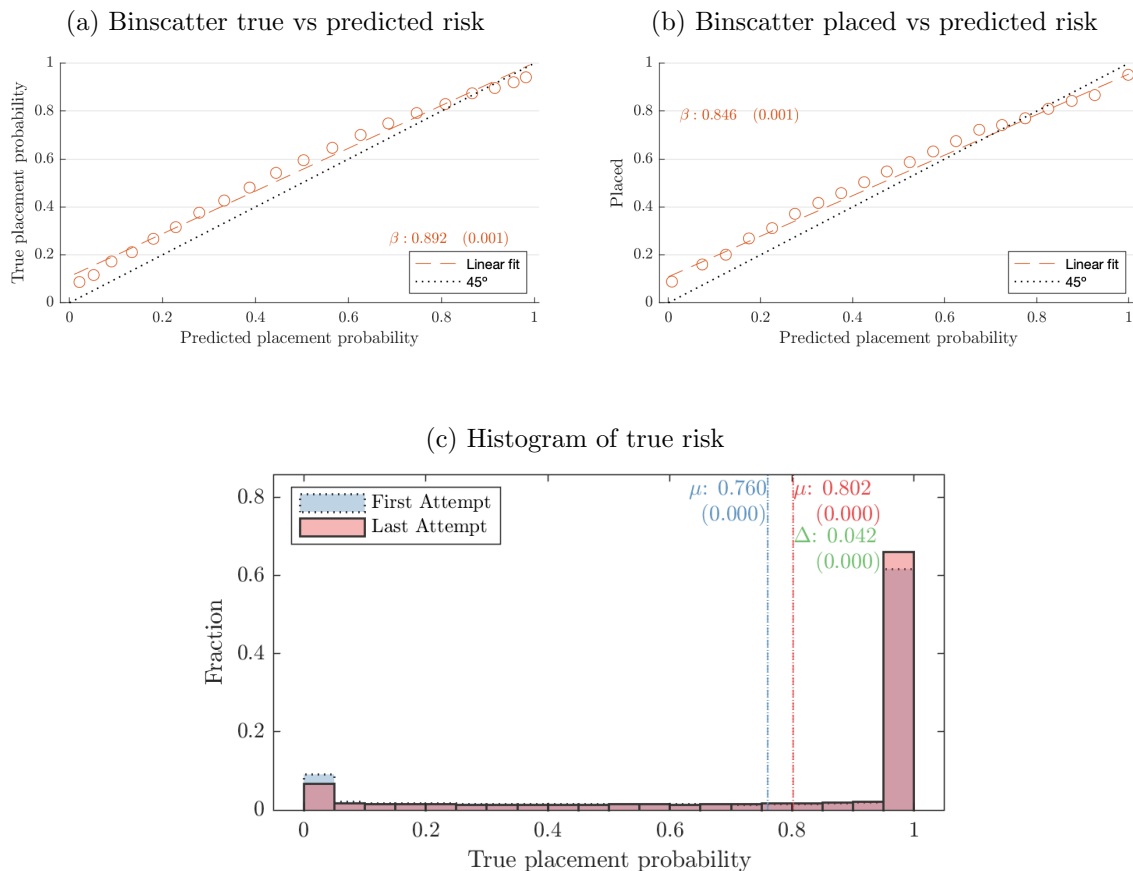 (a) Binscatter true vs predicted risk
1
0.8
0.6
0.4
0.2
0
True placement probability
β : 0.892 (0.001)
Linear fit
45º
0 0.2 0.4 0.6 0.8 1
Predicted placement probability
(b) Binscatter placed vs predicted risk
1
0.8
0.6
0.4
0.2
0
Placed
β : 0.846 (0.001)
Linear fit
45º
0 0.2 0.4 0.6 0.8 1
Predicted placement probability
(c) Histogram of true risk
0.8
0.6
0.4
0.2
0
Fraction
First Attempt
Last Attempt
μ: 0.760
(0.000)
μ: 0.802
(0.000)
Δ: 0.042
(0.000)
0 0.2 0.4 0.6 0.8 1
True placement probability